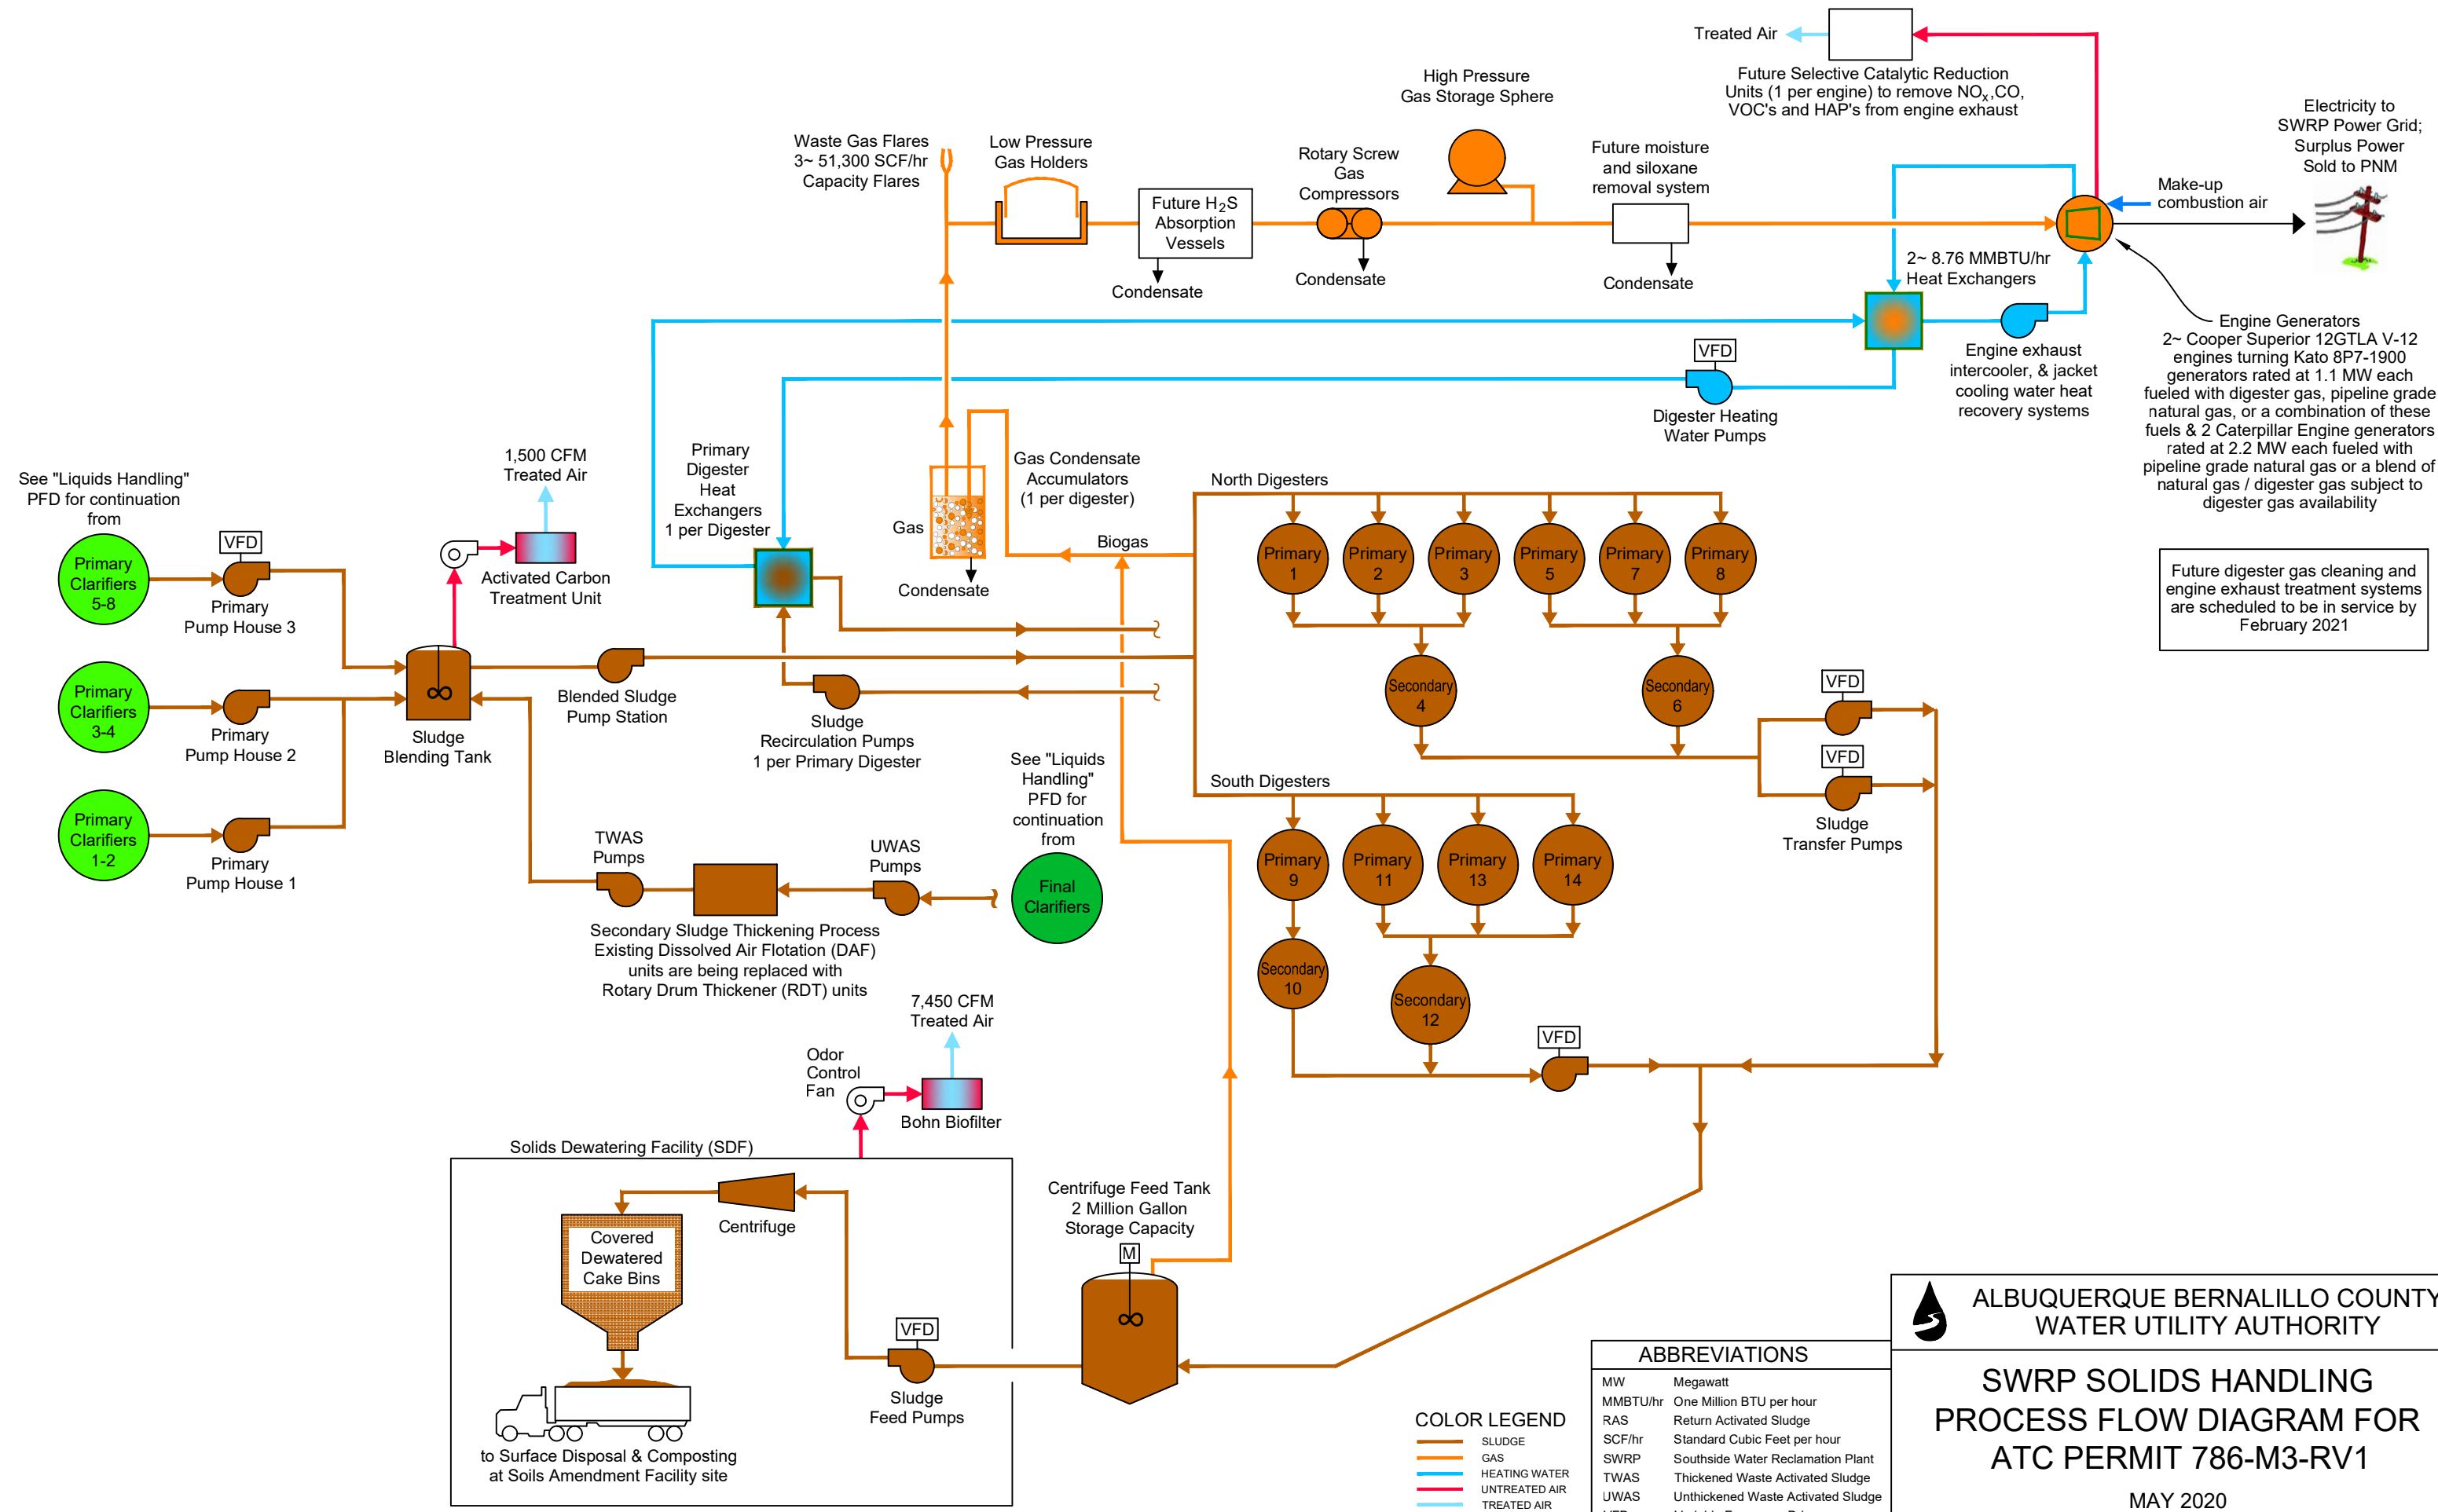 Treated Air
Future Selective Catalytic Reduction
Units (1 per engine) to remove NOx,CO,
VOC's and HAP's from engine exhaust
High Pressure
Gas Storage Sphere
Electricity to
SWRP Power Grid;
Surplus Power
Sold to PNM
Waste Gas Flares
3~ 51,300 SCF/hr
Capacity Flares
Low Pressure
Gas Holders
Future H2S
Absorption
Vessels
Condensate
Rotary Screw
Gas
Compressors
Condensate
Future moisture
and siloxane
removal system
Condensate
Make-up
combustion air
2~ 8.76 MMBTU/hr
Heat Exchangers
Engine exhaust
intercooler, & jacket
cooling water heat
recovery systems
Engine Generators
2~ Cooper Superior 12GTLA V-12
engines turning Kato 8P7-1900
generators rated at 1.1 MW each
fueled with digester gas, pipeline grade
natural gas, or a combination of these
fuels & 2 Caterpillar Engine generators
rated at 2.2 MW each fueled with
pipeline grade natural gas or a blend of
natural gas / digester gas subject to
digester gas availability
VFD
Digester Heating
Water Pumps
See "Liquids Handling"
PFD for continuation
from
Primary
Clarifiers
5-8
VFD
Primary
Pump House 3
Primary
Clarifiers
3-4
Primary
Pump House 2
Primary
Clarifiers
1-2
Primary
Pump House 1
1,500 CFM
Treated Air
Activated Carbon
Treatment Unit
Sludge
Blending Tank
Blended Sludge
Pump Station
Primary
Digester
Heat
Exchangers
1 per Digester
Sludge
Recirculation Pumps
1 per Primary Digester
Gas
Gas Condensate
Accumulators
(1 per digester)
Condensate
Biogas
North Digesters
Primary
1
Primary
2
Primary
3
Primary
5
Primary
7
Primary
8
Secondary
4
Secondary
6
VFD
VFD
Sludge
Transfer Pumps
Future digester gas cleaning and
engine exhaust treatment systems
are scheduled to be in service by
February 2021
South Digesters
Primary
9
Primary
11
Primary
13
Primary
14
Secondary
10
Secondary
12
VFD
See "Liquids
Handling"
PFD for
continuation
from
Final
Clarifiers
UWAS
Pumps
TWAS
Pumps
Secondary Sludge Thickening Process
Existing Dissolved Air Flotation (DAF)
units are being replaced with
Rotary Drum Thickener (RDT) units
7,450 CFM
Treated Air
Odor
Control
Fan
Bohn Biofilter
Solids Dewatering Facility (SDF)
Centrifuge
Covered
Dewatered
Cake Bins
VFD
Sludge
Feed Pumps
to Surface Disposal & Composting
at Soils Amendment Facility site
Centrifuge Feed Tank
2 Million Gallon
Storage Capacity
M
COLOR LEGEND
SLUDGE
GAS
HEATING WATER
UNTREATED AIR
TREATED AIR
ABBREVIATIONS
MW Megawatt
MMBTU/hr One Million BTU per hour
RAS Return Activated Sludge
SCF/hr Standard Cubic Feet per hour
SWRP Southside Water Reclamation Plant
TWAS Thickened Waste Activated Sludge
UWAS Unthickened Waste Activated Sludge
ALBUQUERQUE BERNALILLO COUNTY
WATER UTILITY AUTHORITY
SWRP SOLIDS HANDLING
PROCESS FLOW DIAGRAM FOR
ATC PERMIT 786-M3-RV1
MAY 2020